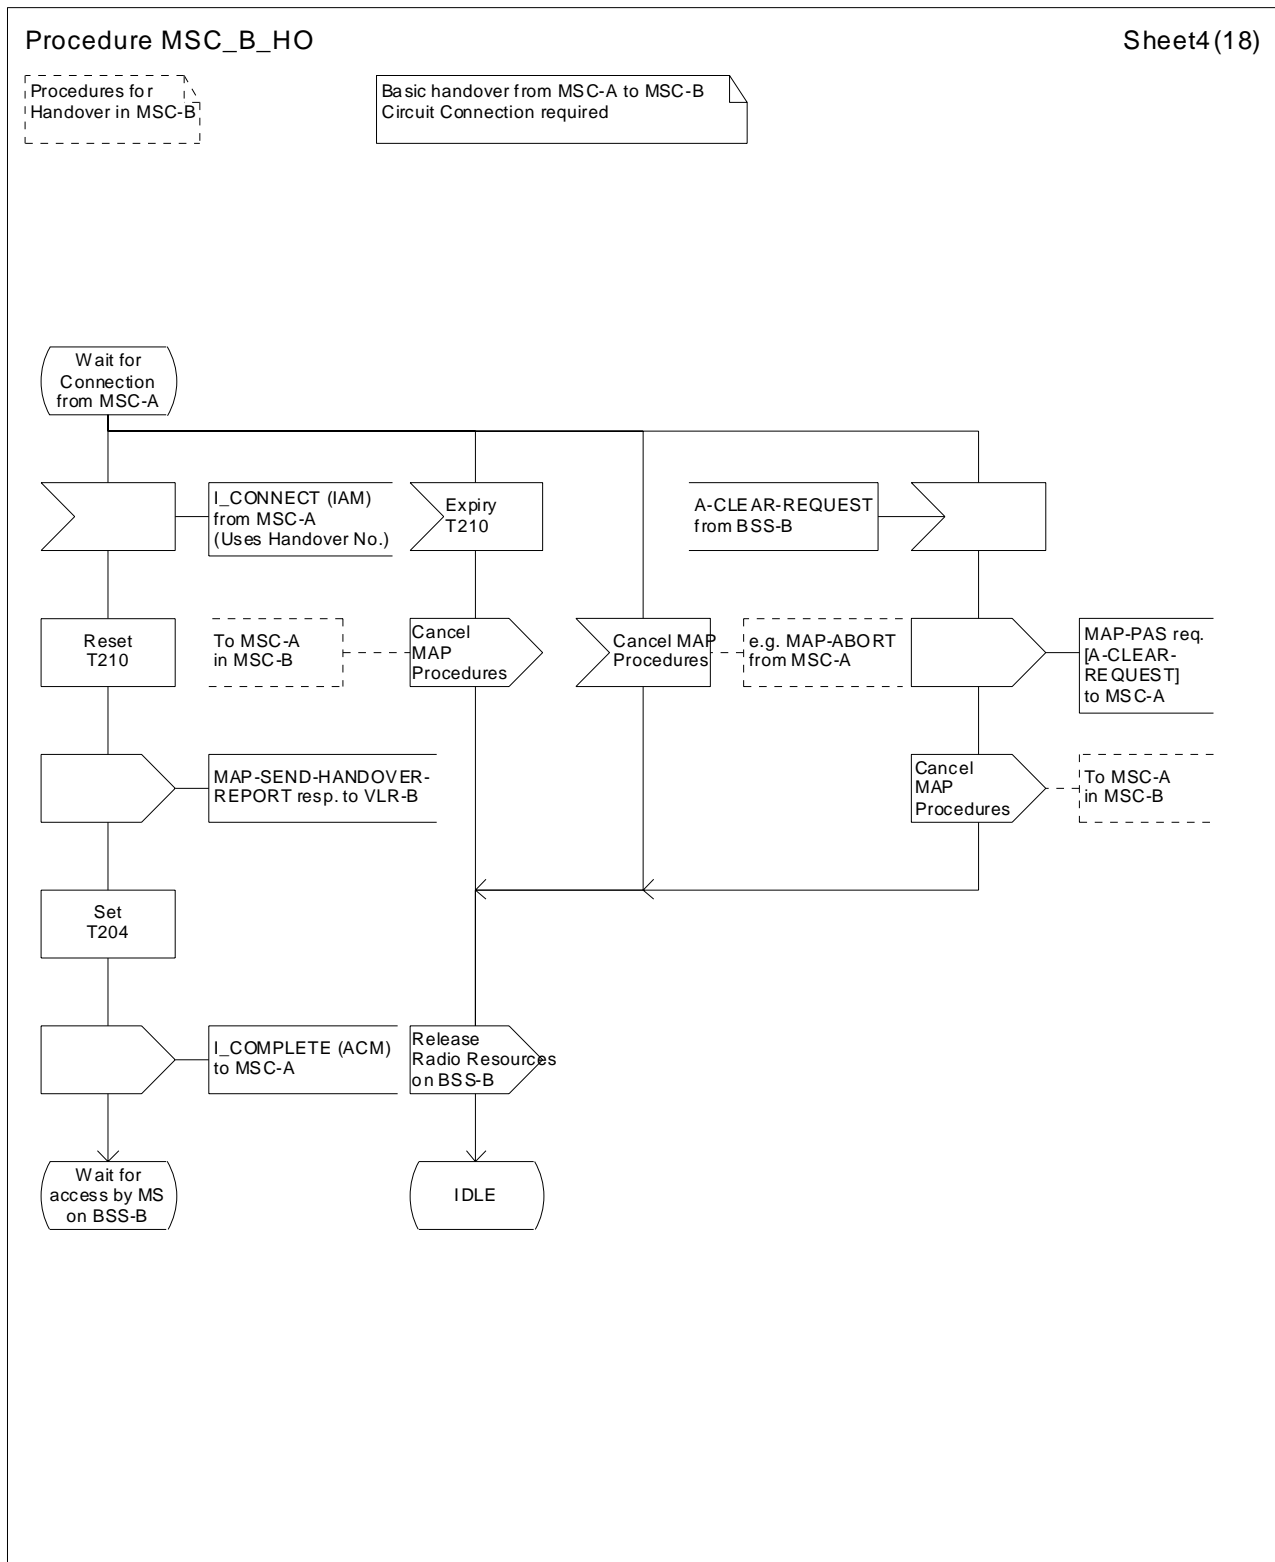 Procedure MSC_B_HO
Sheet4(18)
Procedures for
Handover in MSC-B
Basic handover from MSC-A to MSC-B
Circuit Connection required
Wait for
Connection
from MSC-A
I_CONNECT (IAM)
from MSC-A
(Uses Handover No.)
Expiry
T210
A-CLEAR-REQUEST
from BSS-B
Reset
T210
To MSC-A
in MSC-B
Cancel
MAP
Procedures
Cancel MAP
Procedures
e.g. MAP-ABORT
from MSC-A
MAP-PAS req.
[A-CLEAR-
REQUEST]
to MSC-A
MAP-SEND-HANDOVER-
REPORT resp. to VLR-B
Cancel
MAP
Procedures
To MSC-A
in MSC-B
Set
T204
I_COMPLETE (ACM)
to MSC-A
Release
Radio Resources
on BSS-B
Wait for
access by MS
on BSS-B
IDLE